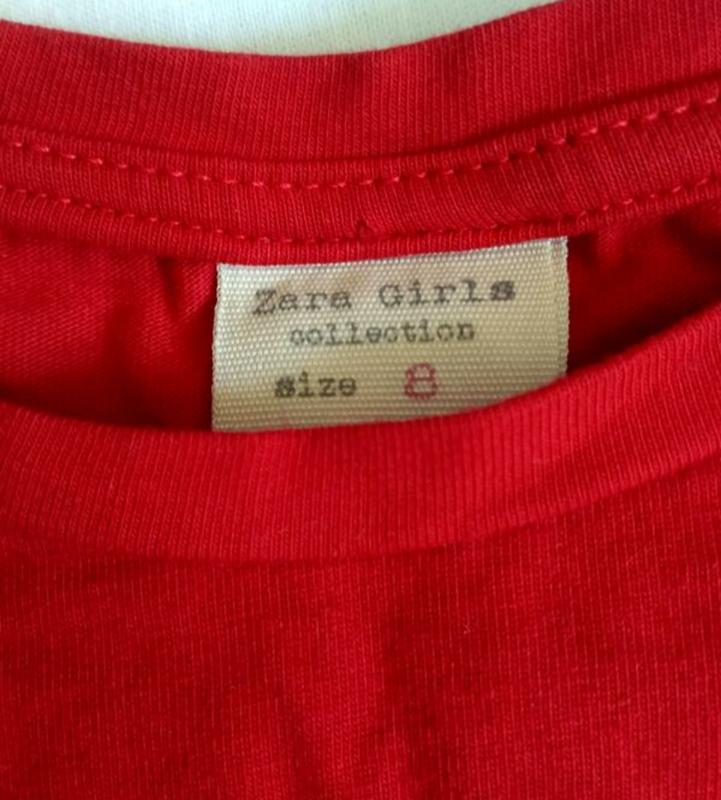 Zara Girls
collection
size 8